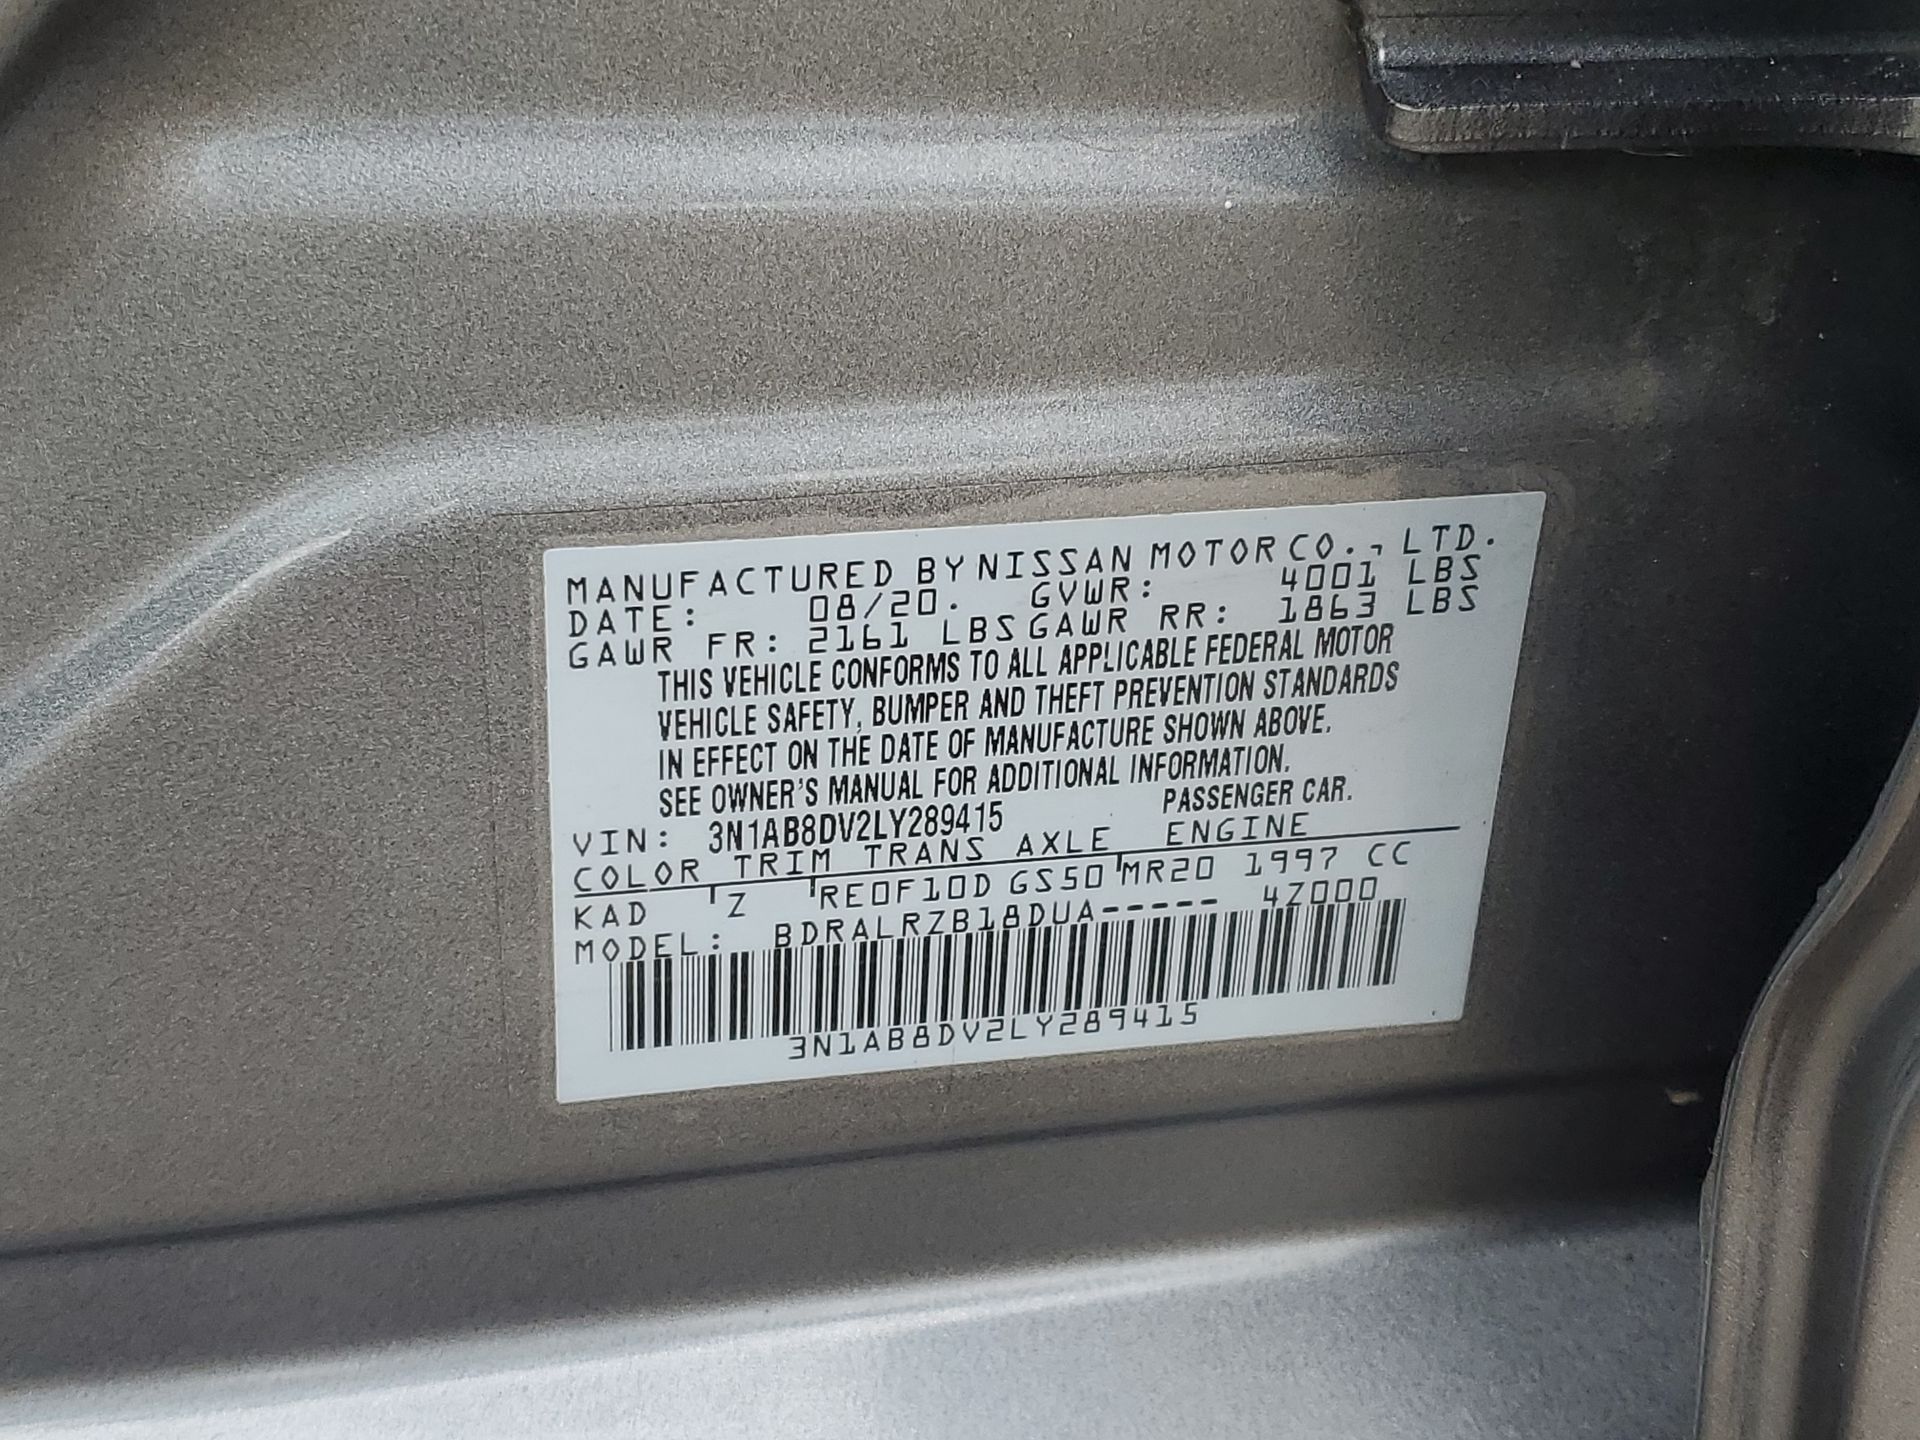 MANUFACTURED BY NISSAN MOTOR CO., LTD.
DATE: 08/20. GVWR: 4001 LBS
GAWR FR: 2161 LBS GAWR RR: 1863 LBS
THIS VEHICLE CONFORMS TO ALL APPLICABLE FEDERAL MOTOR
VEHICLE SAFETY, BUMPER AND THEFT PREVENTION STANDARDS
IN EFFECT ON THE DATE OF MANUFACTURE SHOWN ABOVE.
SEE OWNER'S MANUAL FOR ADDITIONAL INFORMATION.
VIN: 3N1AB8DV2LY289415 PASSENGER CAR.
COLOR TRIM TRANS AXLE ENGINE
KAD Z RE0F10D GS50 MR20 1997 CC
MODEL: BDRALRZB18DUA----- 4Z000
3N1AB8DV2LY289415